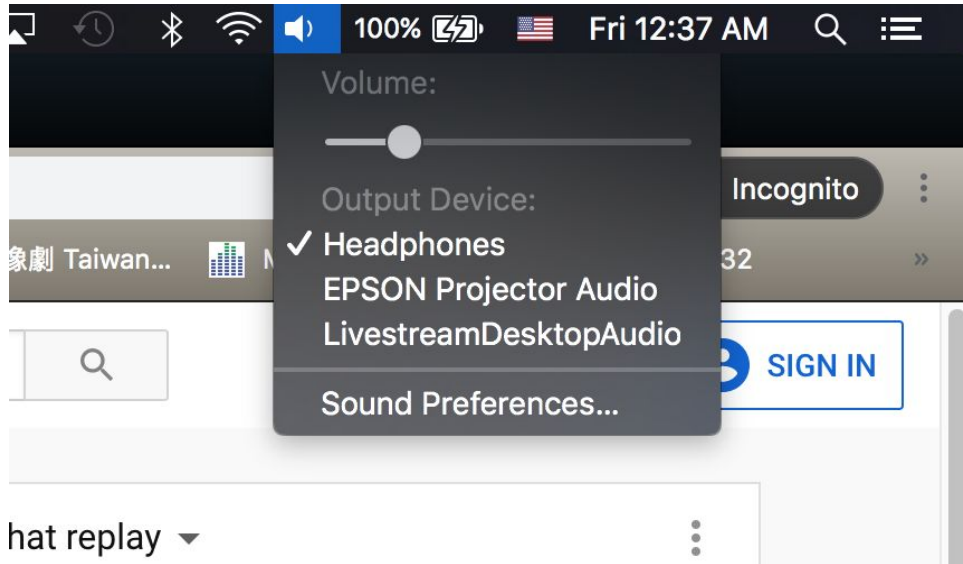 100% Fri 12:37 AM
Volume:
Incognito
Output Device:
像劇 Taiwan...
✓ Headphones
32 »
EPSON Projector Audio
LivestreamDesktopAudio
SIGN IN
Sound Preferences...
hat replay